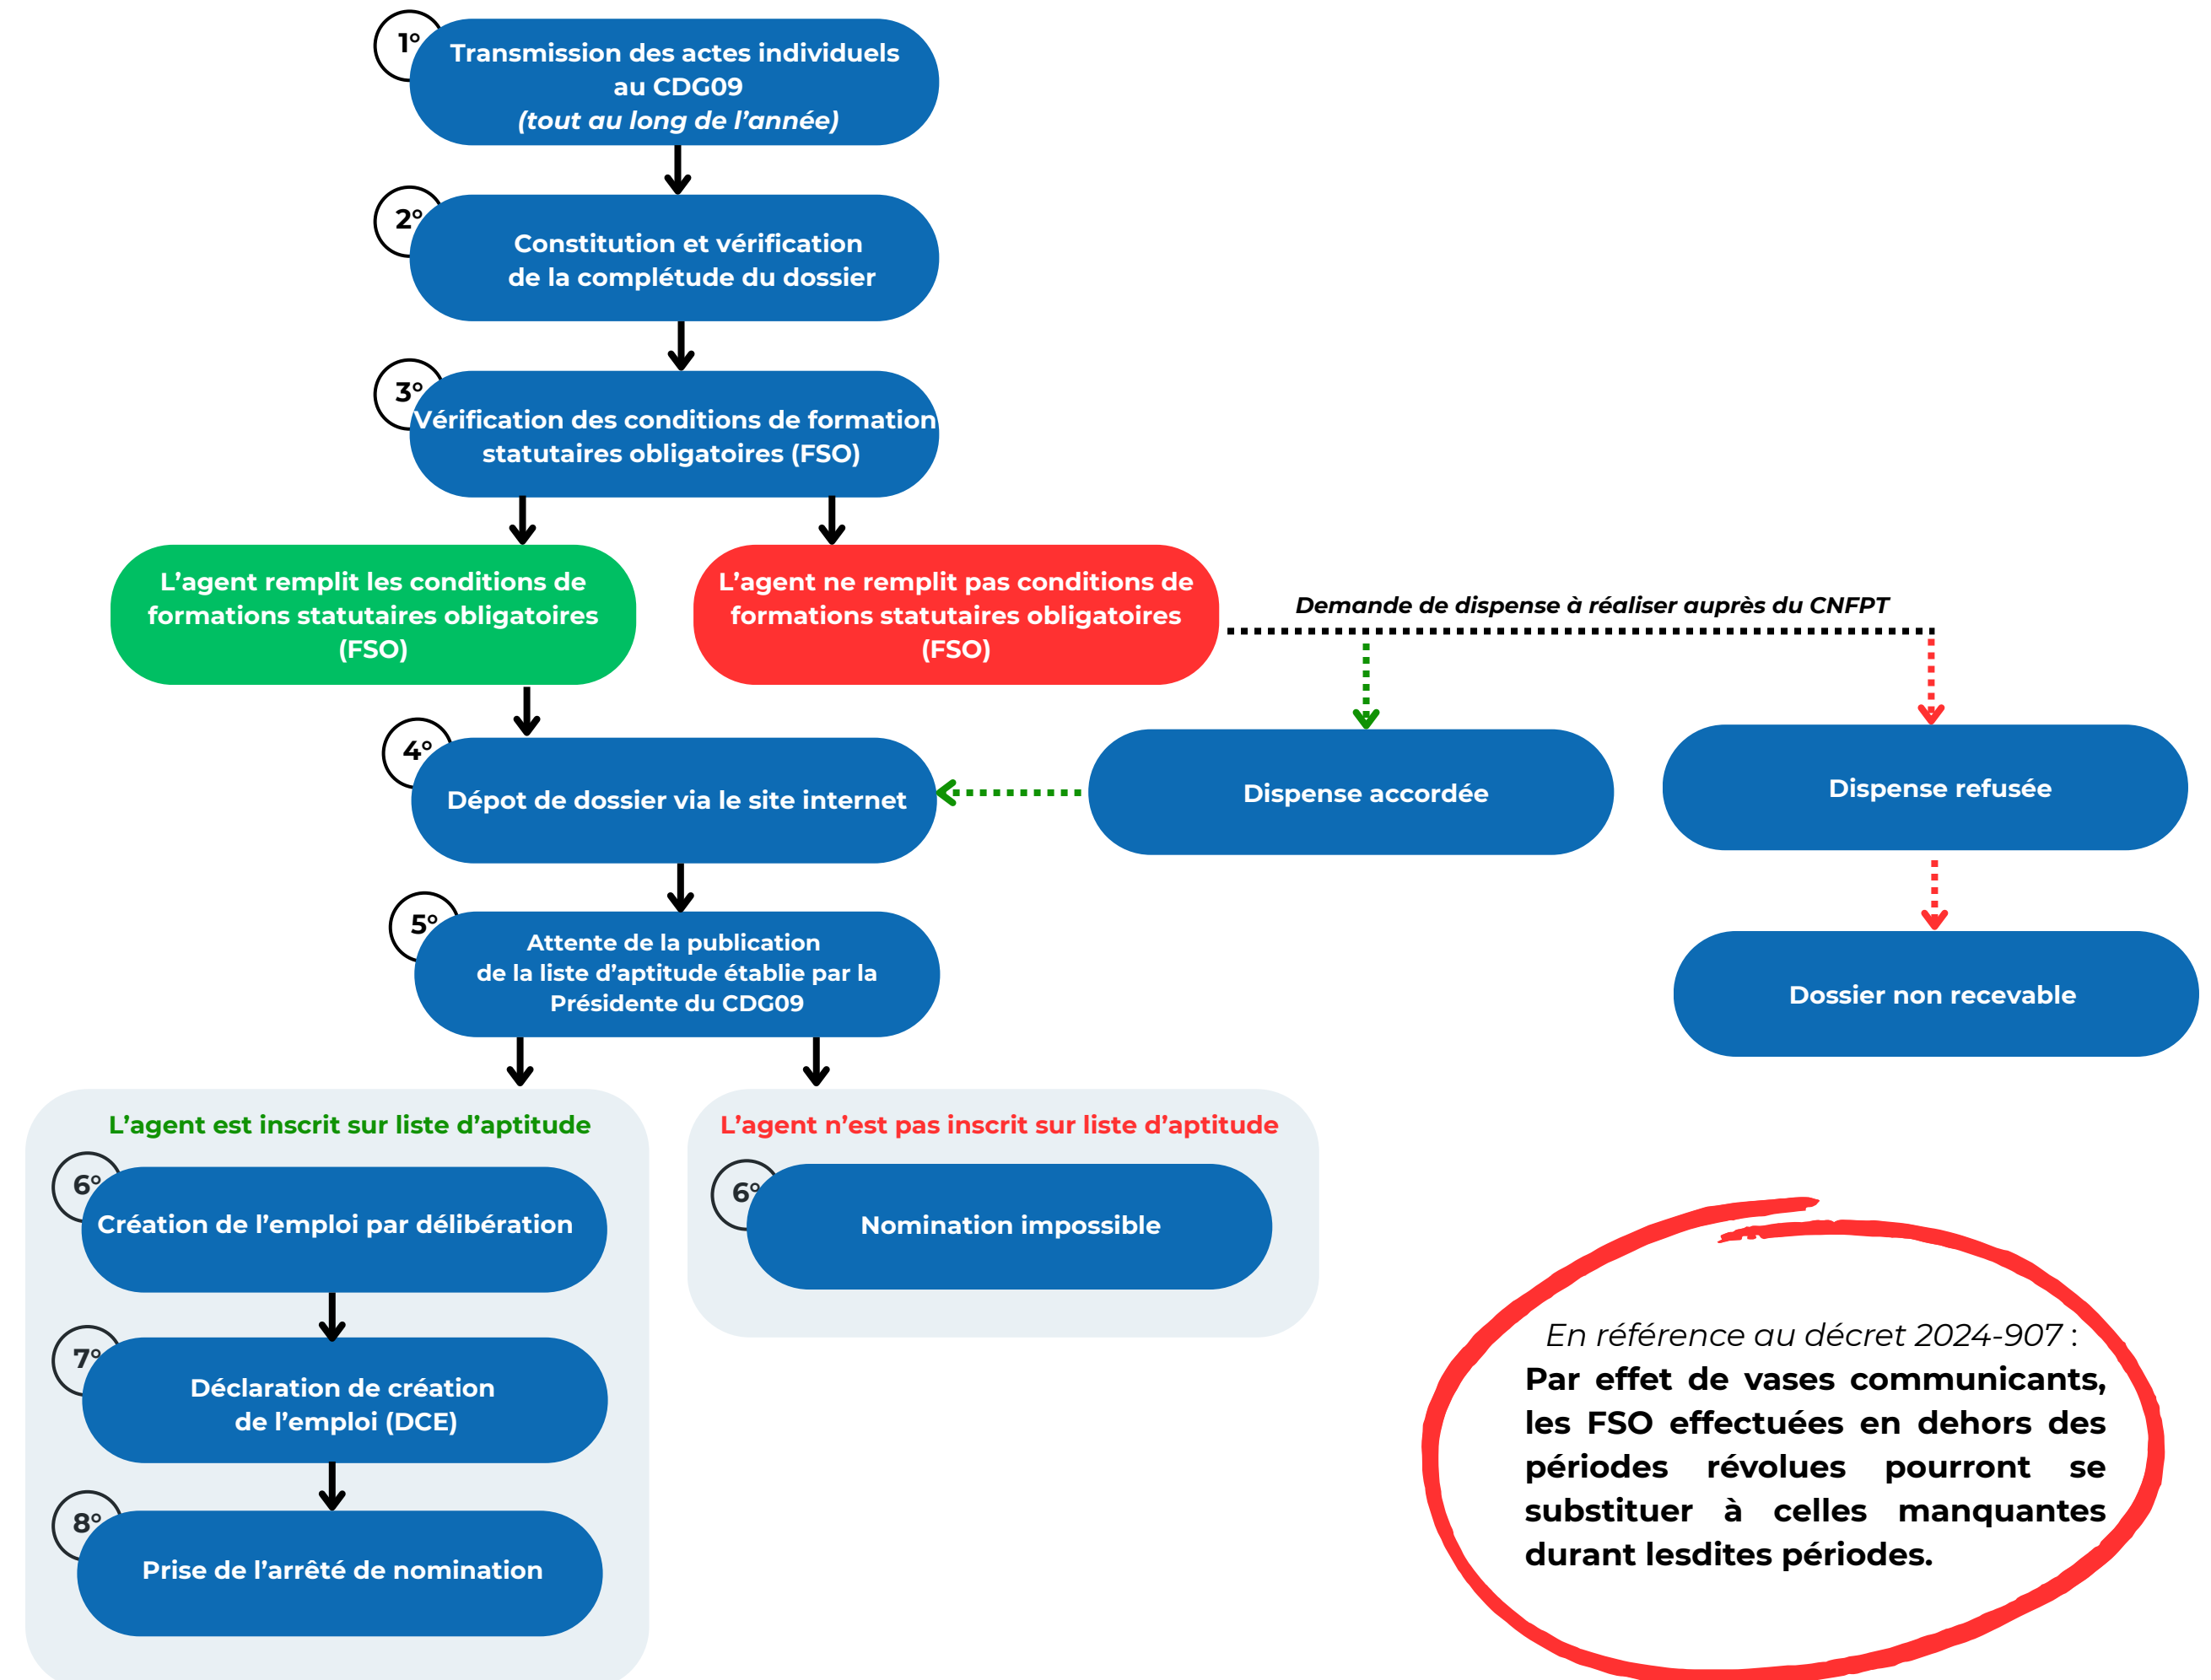 1°
Transmission des actes individuels
au CDG09
(tout au long de l’année)
2°
Constitution et vérification
de la complétude du dossier
3°
Vérification des conditions de formation
statutaires obligatoires (FSO)
L’agent remplit les conditions de
formations statutaires obligatoires
(FSO)
L’agent ne remplit pas conditions de
formations statutaires obligatoires
(FSO)
Demande de dispense à réaliser auprès du CNFPT
4°
Dépot de dossier via le site internet
Dispense accordée
Dispense refusée
5°
Attente de la publication
de la liste d’aptitude établie par la
Présidente du CDG09
Dossier non recevable
L’agent est inscrit sur liste d’aptitude
6°
Création de l’emploi par délibération
7°
Déclaration de création
de l’emploi (DCE)
8°
Prise de l’arrêté de nomination
L’agent n’est pas inscrit sur liste d’aptitude
6°
Nomination impossible
En référence au décret 2024-907 :
Par effet de vases communicants,
les FSO effectuées en dehors des
périodes révolues pourront se
substituer à celles manquantes
durant lesdites périodes.